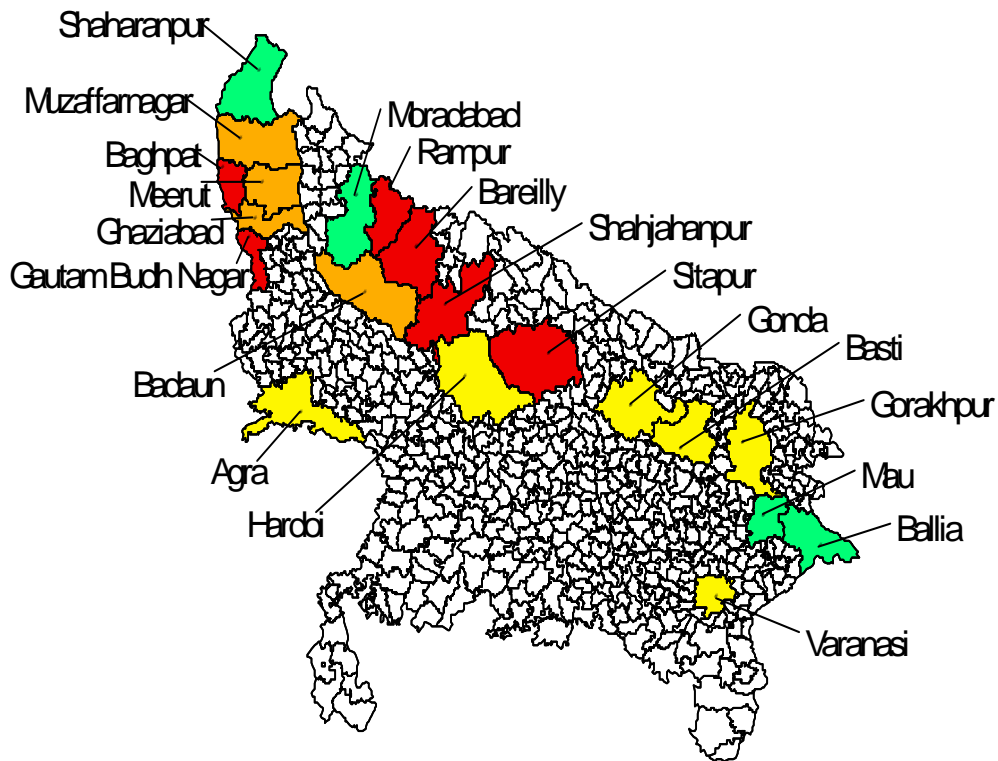 Shaharanpur
Muzaffarnagar
Moradabad
Baghpat
Rampur
Meerut
Bareilly
Ghaziabad
Shahjahanpur
Gautam Budh Nagar
Sitapur
Gonda
Basti
Badaun
Gorakhpur
Agra
Mau
Hardoi
Ballia
Varanasi